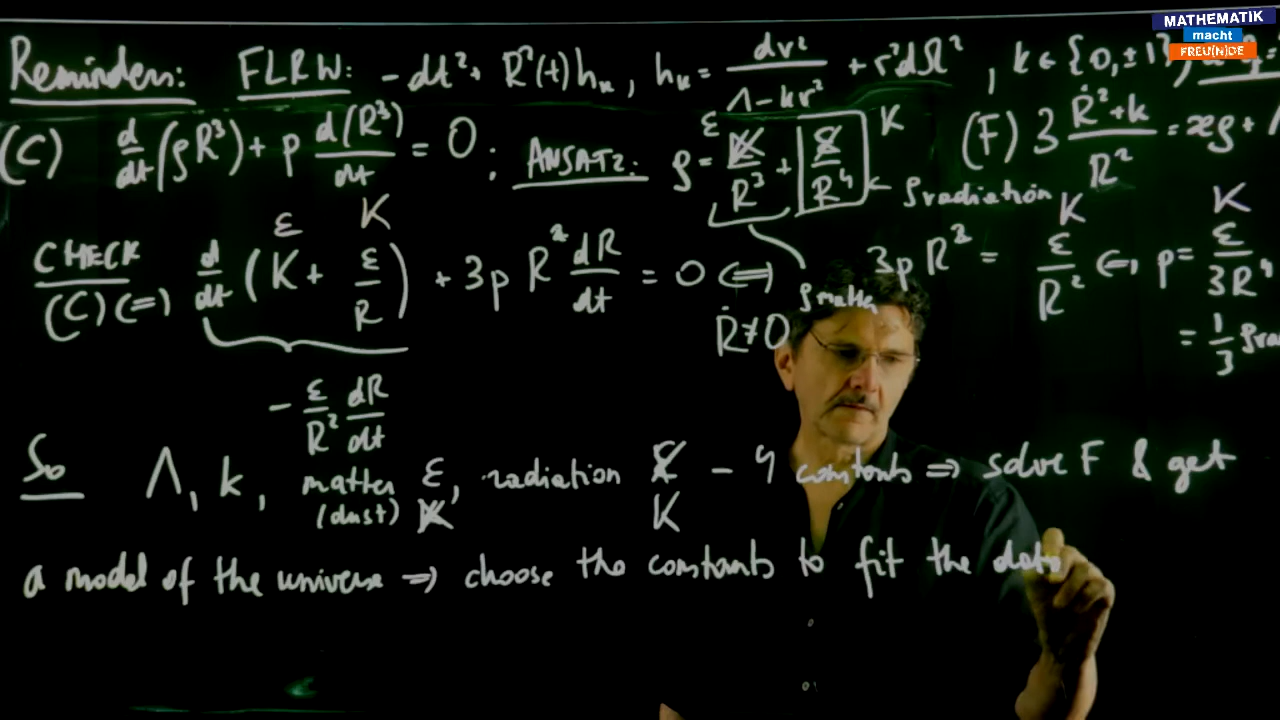 MATHEMATIK
macht
FREU(N)DE
Reminders: FLRW: -dt² + R²(t)h_k, h_k = dr²/(1-kr²) + r²dΩ², k ∈ {0, ±1}
(C) d/dt(ρR³) + p d(R³)/dt = 0 : ANSATZ: ρ = ε/R³ + K/R⁴ ← ρradiation (F) 3 (Ṙ²+k)/R² = ϰρ + Λ
ε K
CHECK d/dt (K + ε/R) + 3p R² dR/dt = 0 ⟺ ρmatter 3pR² = K ε/R² ⟺ p = K ε/3R⁴
(C) ⟺ Ṙ≠0 = 1/3
- ε/R² dR/dt
So Λ, k, matter ε, radiation - 4 constants ⇒ solve F & get
(dust) K K
a model of the universe ⇒ choose the constants to fit the data